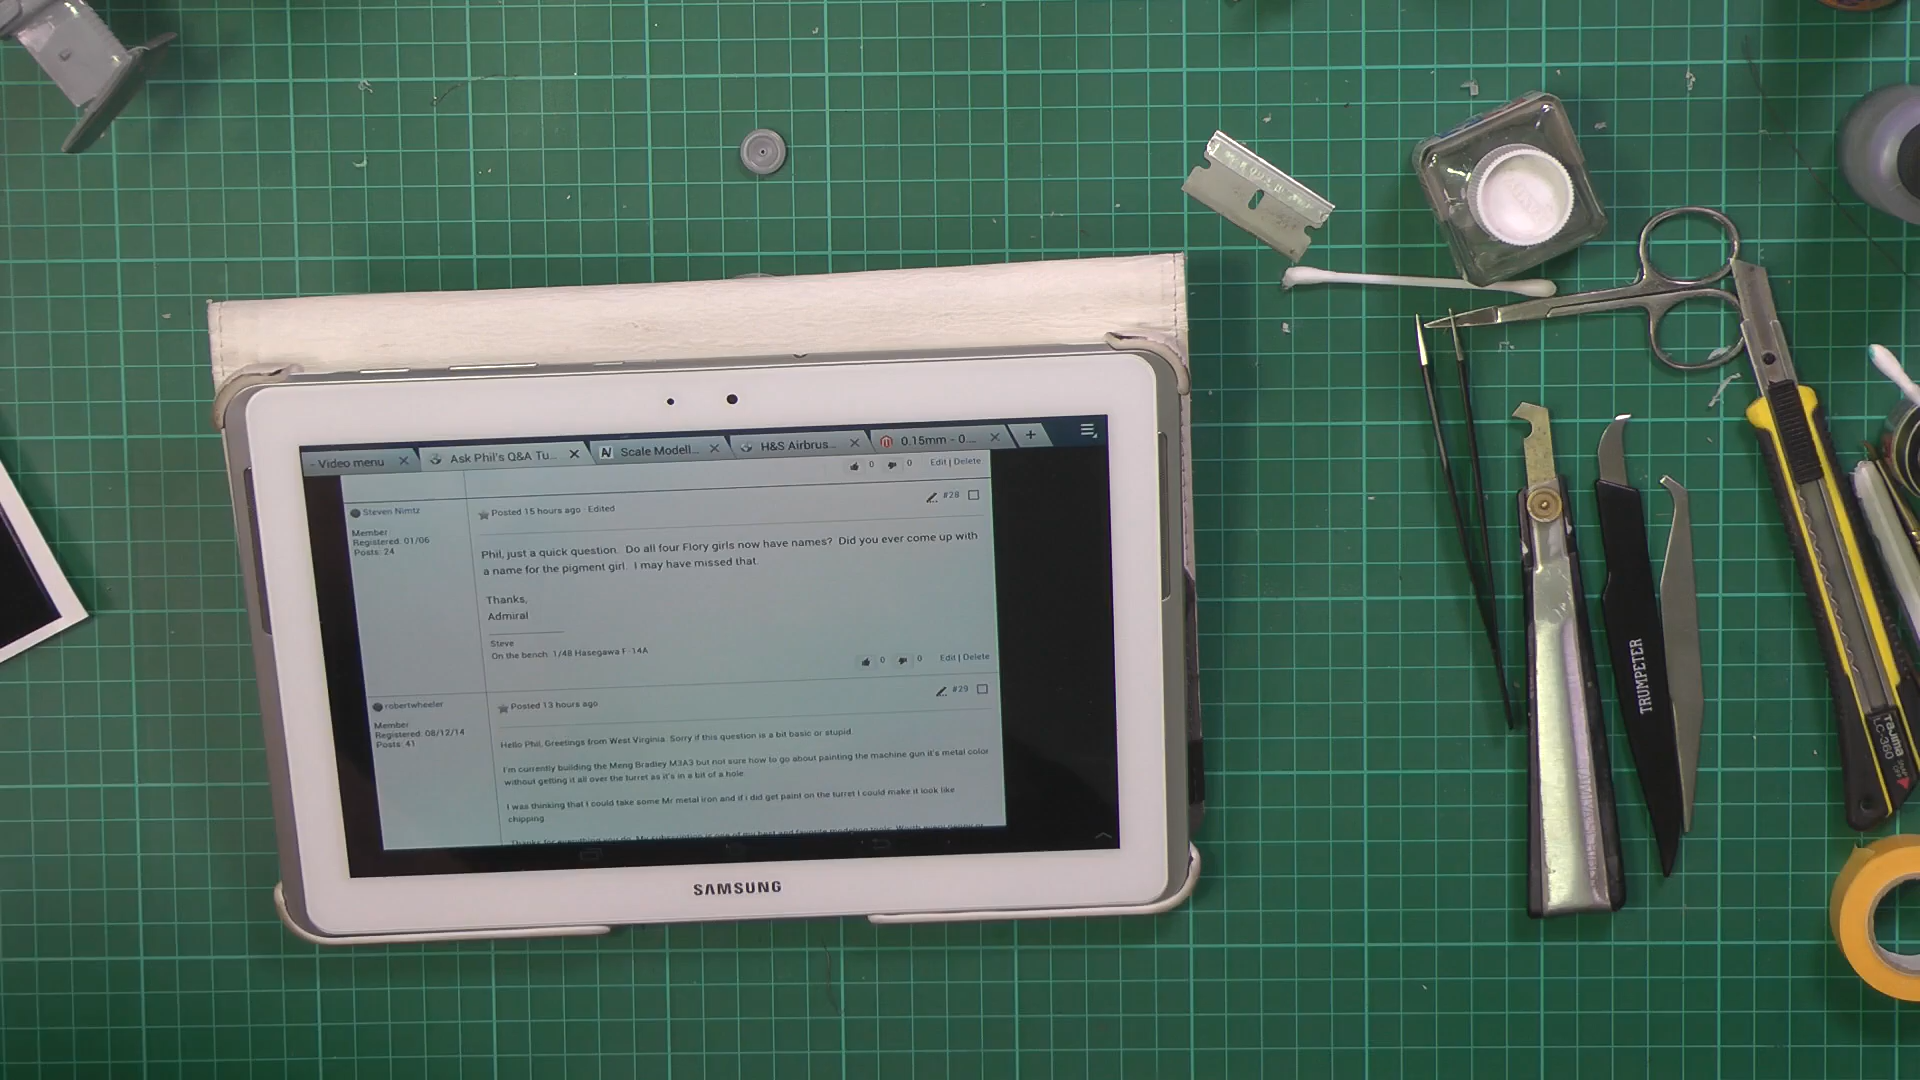 - Video menu
Ask Phil's Q&A Tu...
Scale Modell...
H&S Airbrus...
0.15mm - 0...
0 0 Edit | Delete
Steven Nimtz
Member
Registered: 01/06
Posts: 24
Posted 15 hours ago · Edited
#28
Phil, just a quick question. Do all four Flory girls now have names? Did you ever come up with
a name for the pigment girl. I may have missed that.
Thanks,
Admiral
Steve
On the bench: 1/48 Hasegawa F-14A
0 0 Edit | Delete
robertwheeler
Member
Registered: 08/12/14
Posts: 41
Posted 13 hours ago
#29
Hello Phil, Greetings from West Virginia. Sorry if this question is a bit basic or stupid.
I'm currently building the Meng Bradley M3A3 but not sure how to go about painting the machine gun it's metal color
without getting it all over the turret as it's in a bit of a hole.
I was thinking that I could take some Mr metal iron and if i did get paint on the turret I could make it look like
chipping.
SAMSUNG
TRUMPETER
Tajima
LC-360